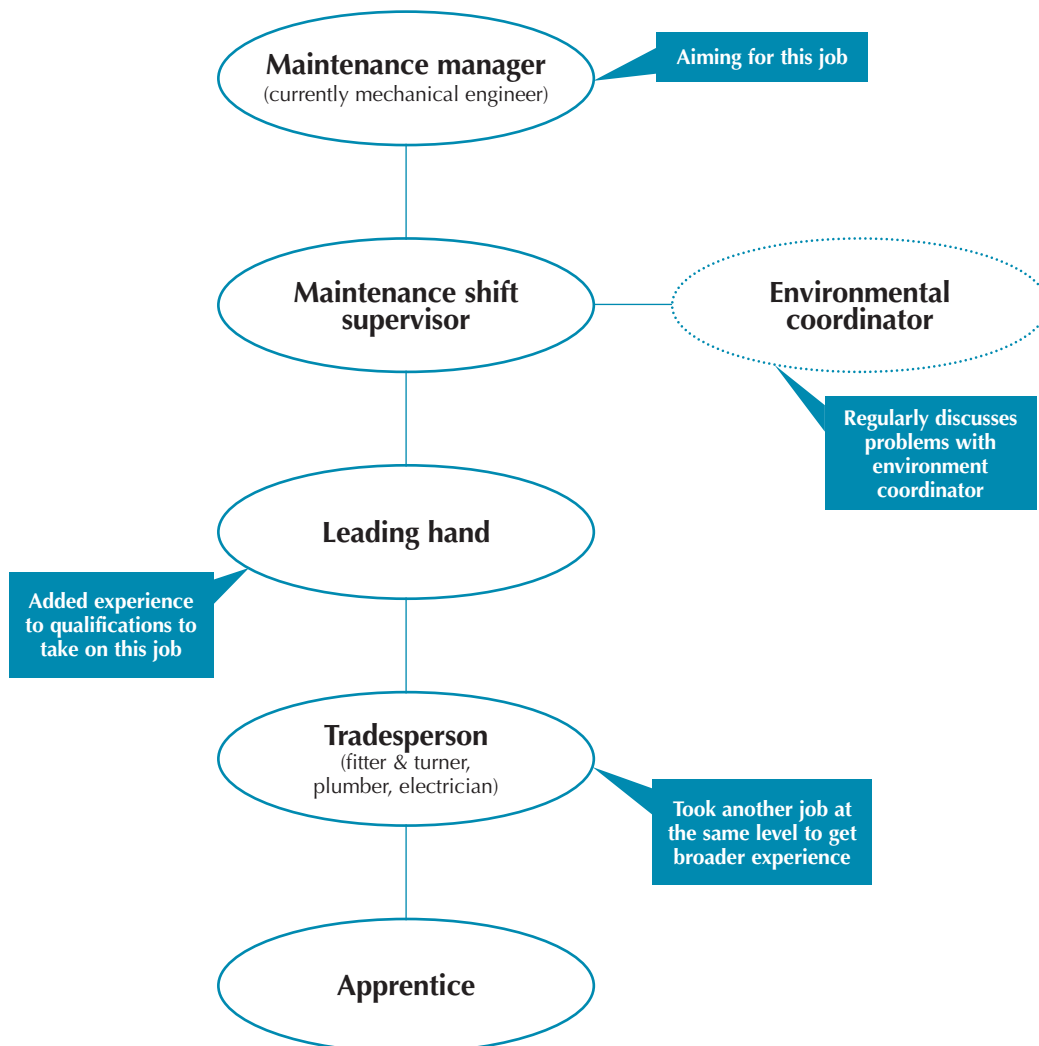 Maintenance manager
(currently mechanical engineer)
Aiming for this job
Maintenance shift
supervisor
Environmental
coordinator
Regularly discusses
problems with
environment
coordinator
Leading hand
Added experience
to qualifications to
take on this job
Tradesperson
(fitter & turner,
plumber, electrician)
Took another job at
the same level to get
broader experience
Apprentice